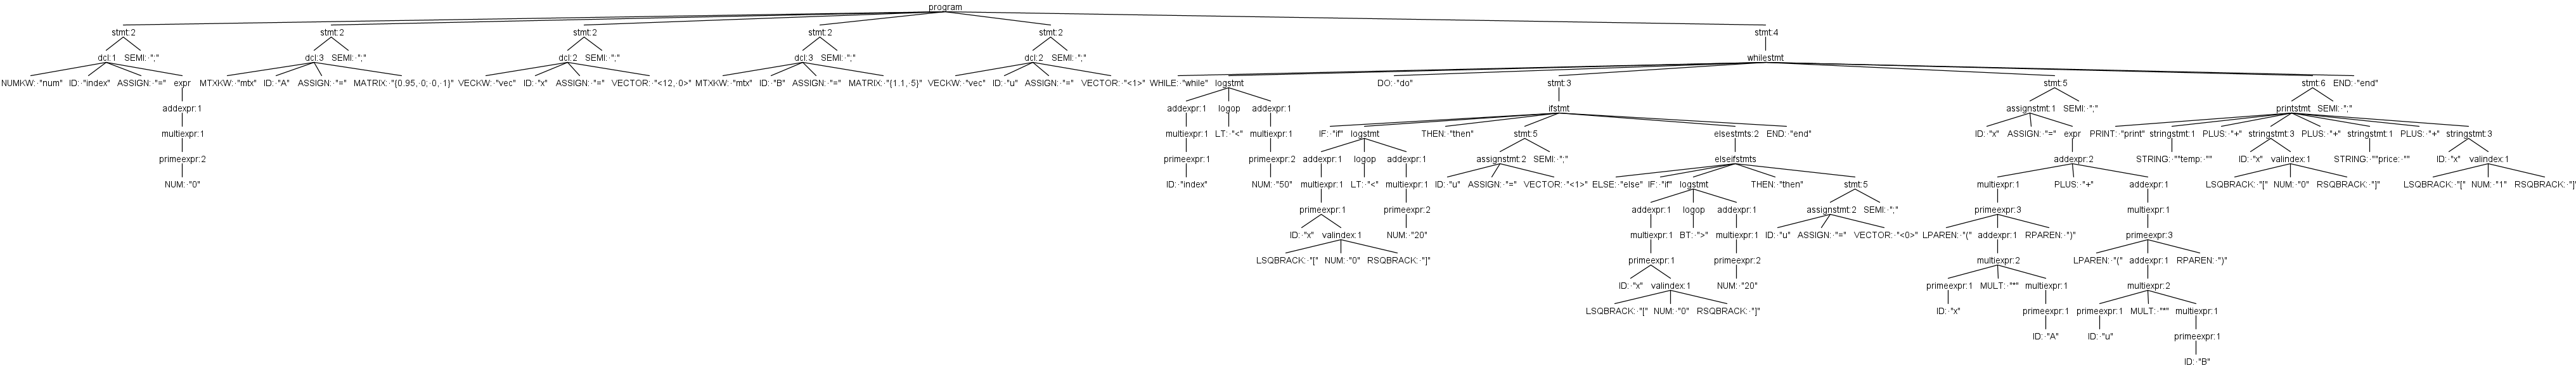 program
stmt:2 stmt:2 stmt:2 stmt:2 stmt:2 stmt:4
dcl:1 SEMI:·";" dcl:3 SEMI:·";" dcl:2 SEMI:·";" dcl:3 SEMI:·";" dcl:2 SEMI:·";" whilestmt
NUMKW:·"num" ID:·"index" ASSIGN:·"=" expr MTXKW:·"mtx" ID:·"A" ASSIGN:·"=" MATRIX:·"{0.95,·0;·0,·1}" VECKW:·"vec" ID:·"x" ASSIGN:·"=" VECTOR:·"<12,·0>" MTXKW:·"mtx" ID:·"B" ASSIGN:·"=" MATRIX:·"{1.1,·5}" VECKW:·"vec" ID:·"u" ASSIGN:·"=" VECTOR:·"<1>" WHILE:·"while" logstmt DO:·"do" stmt:3 stmt:5 stmt:6 END:·"end"
addexpr:1 addexpr:1 logop addexpr:1 ifstmt assignstmt:1 SEMI:·";" printstmt SEMI:·";"
multiexpr:1 multiexpr:1 LT:·"<" multiexpr:1 IF:·"if" logstmt THEN:·"then" stmt:5 elsestmts:2 END:·"end" ID:·"x" ASSIGN:·"=" expr PRINT:·"print" stringstmt:1 PLUS:·"+" stringstmt:3 PLUS:·"+" stringstmt:1 PLUS:·"+" stringstmt:3
primeexpr:2 primeexpr:1 primeexpr:2 addexpr:1 logop addexpr:1 assignstmt:2 SEMI:·";" elseifstmts addexpr:2 STRING:·""temp:·"" ID:·"x" valindex:1 STRING:·""price:·"" ID:·"x" valindex:1
NUM:·"0" ID:·"index" NUM:·"50" multiexpr:1 LT:·"<" multiexpr:1 ID:·"u" ASSIGN:·"=" VECTOR:·"<1>" ELSE:·"else" IF:·"if" logstmt THEN:·"then" stmt:5 multiexpr:1 PLUS:·"+" addexpr:1 LSQBRACK:·"[" NUM:·"0" RSQBRACK:·"]" LSQBRACK:·"[" NUM:·"1" RSQBRACK:·"]"
primeexpr:1 primeexpr:2 addexpr:1 logop addexpr:1 assignstmt:2 SEMI:·";" primeexpr:3 multiexpr:1
ID:·"x" valindex:1 NUM:·"20" multiexpr:1 BT:·">" multiexpr:1 ID:·"u" ASSIGN:·"=" VECTOR:·"<0>" LPAREN:·"(" addexpr:1 RPAREN:·")" primeexpr:3
LSQBRACK:·"[" NUM:·"0" RSQBRACK:·"]" primeexpr:1 primeexpr:2 multiexpr:2 LPAREN:·"(" addexpr:1 RPAREN:·")"
ID:·"x" valindex:1 NUM:·"20" primeexpr:1 MULT:·"*" multiexpr:1 multiexpr:2
LSQBRACK:·"[" NUM:·"0" RSQBRACK:·"]" ID:·"x" primeexpr:1 primeexpr:1 MULT:·"*" multiexpr:1
ID:·"A" ID:·"u" primeexpr:1
ID:·"B"